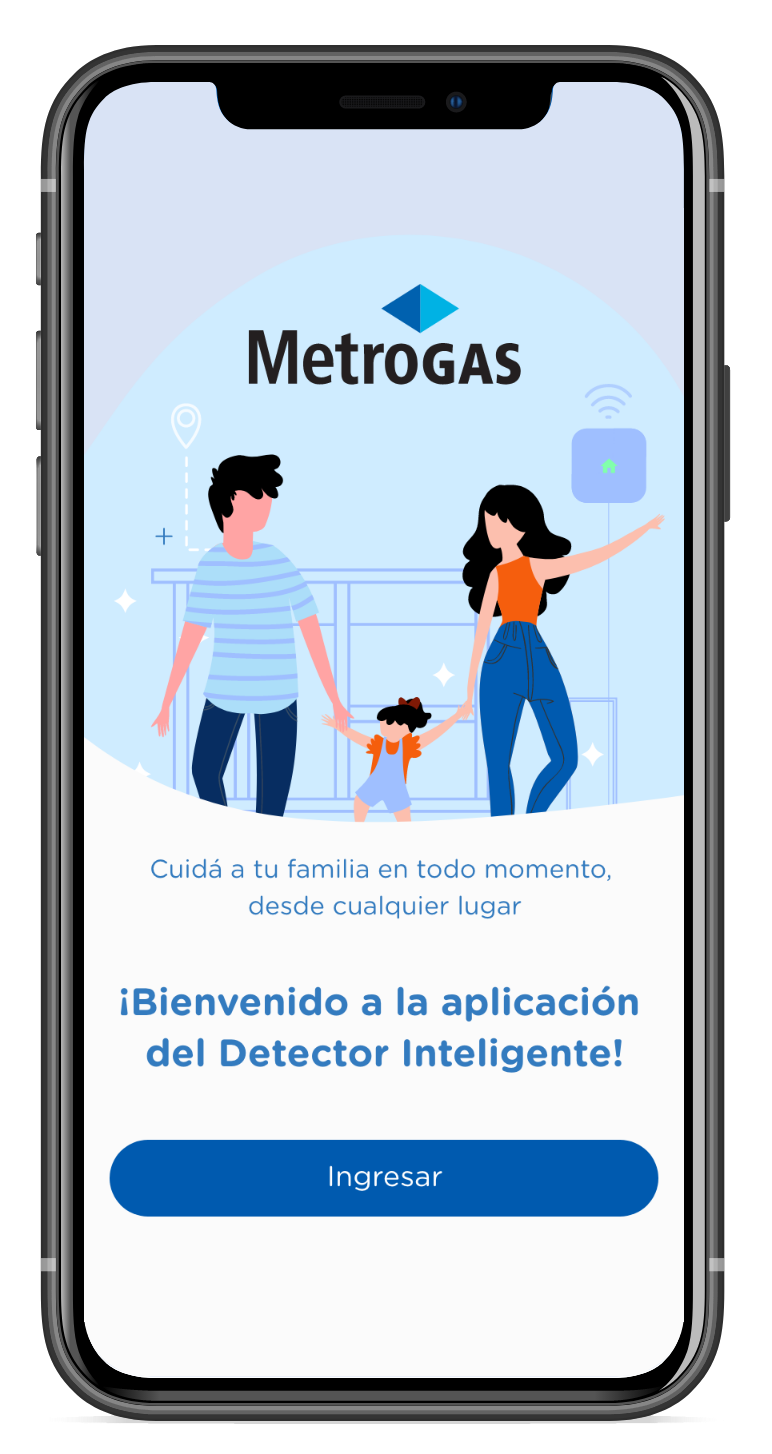 MetroGAS
Cuidá a tu familia en todo momento,
desde cualquier lugar
¡Bienvenido a la aplicación
del Detector Inteligente!
Ingresar